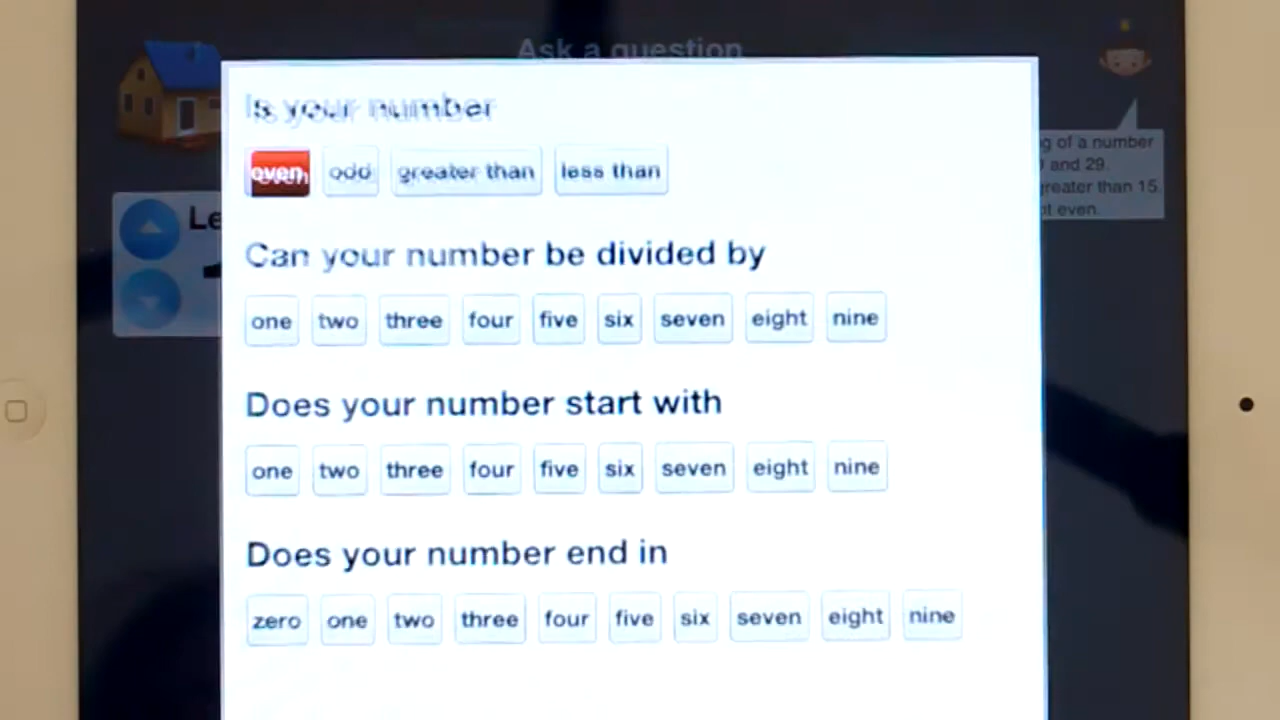 Ask a question
Is your number
even odd greater than less than
Can your number be divided by
one two three four five six seven eight nine
Does your number start with
one two three four five six seven eight nine
Does your number end in
zero one two three four five six seven eight nine
Le
of a number
and 29.
greater than 15.
even.